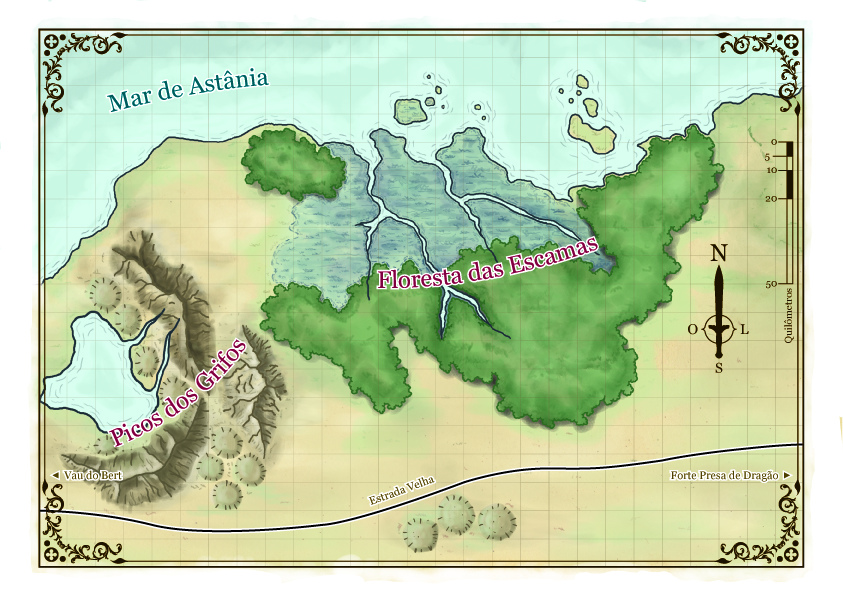 Mar de Astânia
0
5
10
20
50
Quilômetros
N
O
L
S
Floresta das Escamas
Picos dos Grifos
◄ Vau do Bert
Forte Presa de Dragão ►
Estrada Velha